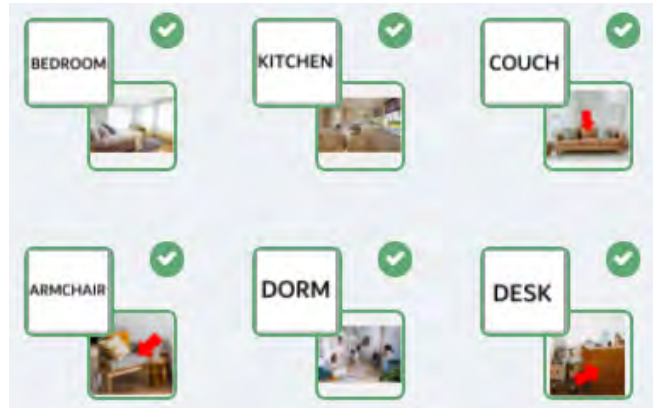 BEDROOM
KITCHEN
COUCH
ARMCHAIR
DORM
DESK